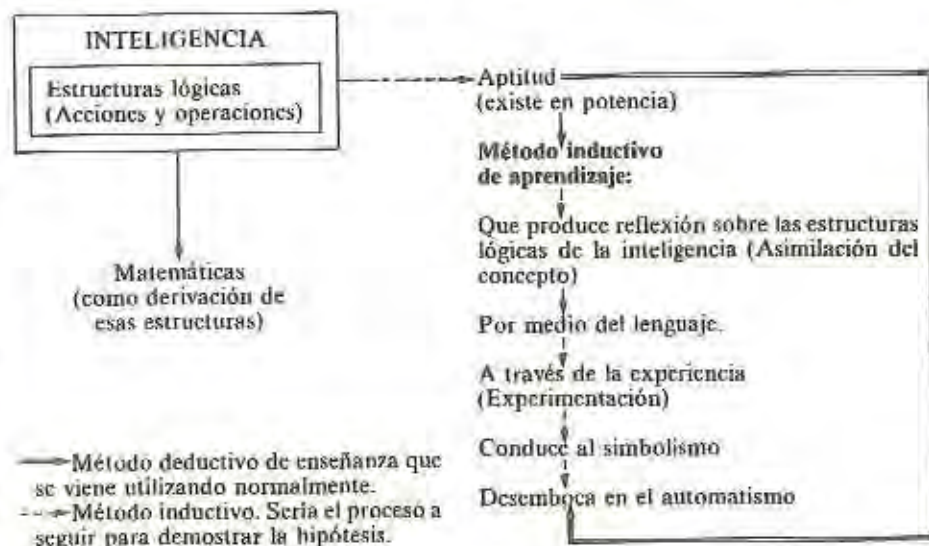 INTELIGENCIA
Estructuras lógicas
(Acciones y operaciones)
Matemáticas
(como derivación de
esas estructuras)
Aptitud
(existe en potencia)
Método inductivo
de aprendizaje:
Que produce reflexión sobre las estructuras
lógicas de la inteligencia (Asimilación del
concepto)
Por medio del lenguaje.
A través de la experiencia
(Experimentación)
Conduce al simbolismo
Desemboca en el automatismo
Método deductivo de enseñanza que
se viene utilizando normalmente.
Método inductivo. Sería el proceso a
seguir para demostrar la hipótesis.